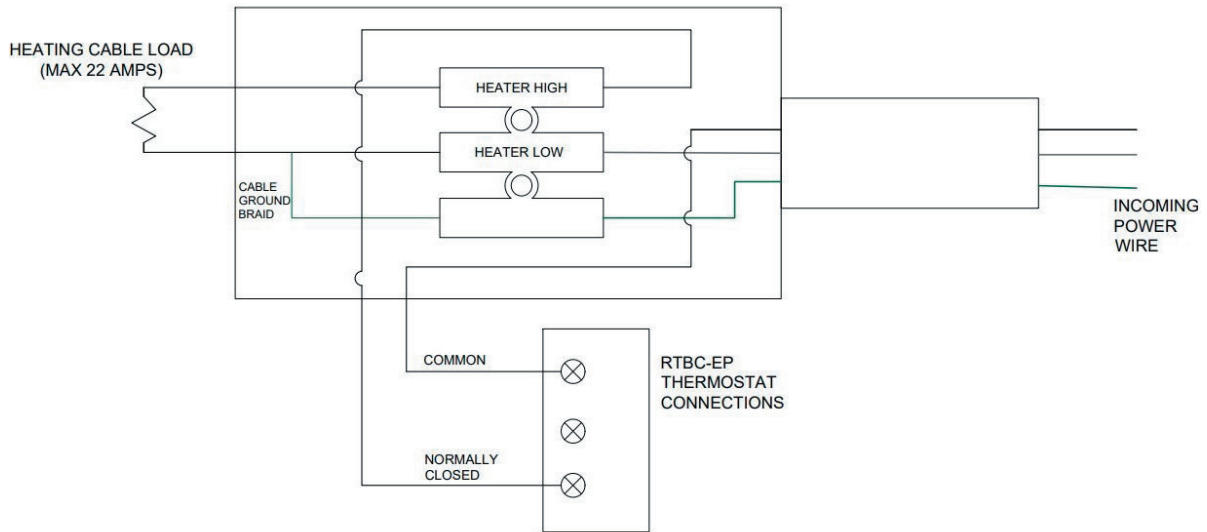 HEATING CABLE LOAD
(MAX 22 AMPS)
HEATER HIGH
HEATER LOW
CABLE
GROUND
BRAID
INCOMING
POWER
WIRE
COMMON
RTBC-EP
THERMOSTAT
CONNECTIONS
NORMALLY
CLOSED